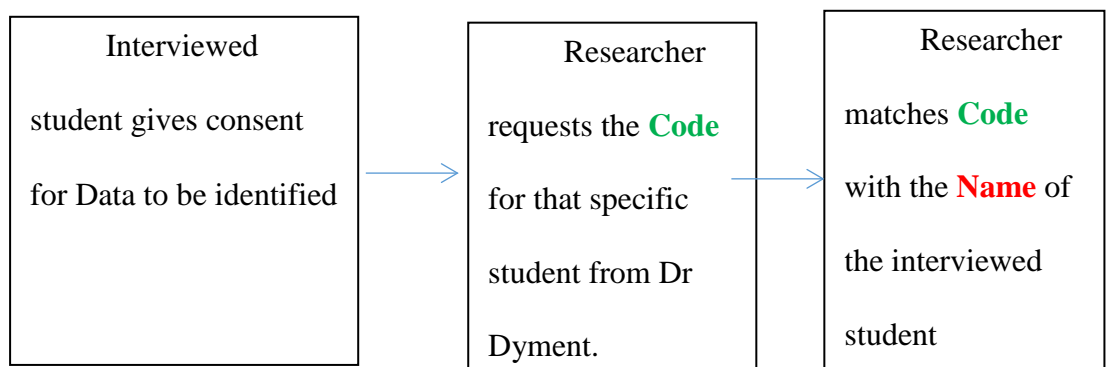 Interviewed
student gives consent
for Data to be identified
Researcher
requests the Code
for that specific
student from Dr
Dyment.
Researcher
matches Code
with the Name of
the interviewed
student